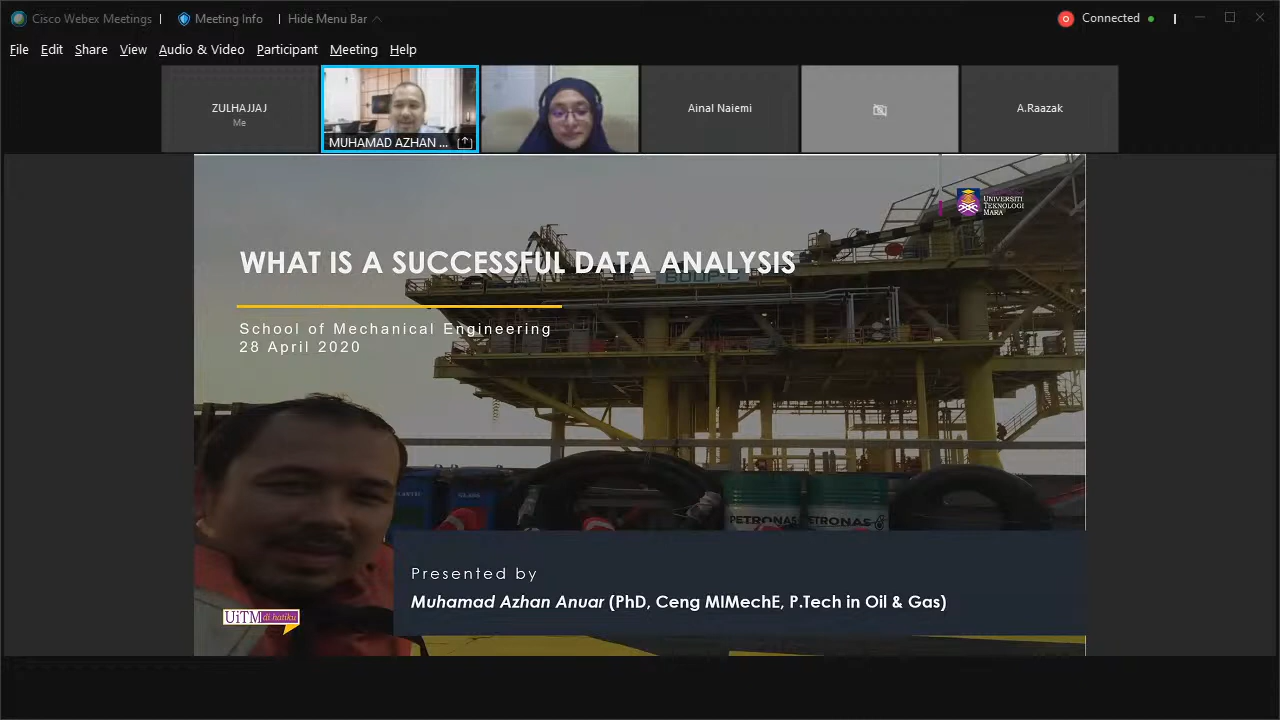 Cisco Webex Meetings
Meeting Info
Hide Menu Bar
Connected
File Edit Share View Audio & Video Participant Meeting Help
ZULHAJJAJ
Me
MUHAMAD AZHAN ...
Ainal Naiemi
A.Raazak
UNIVERSITI
TEKNOLOGI
MARA
WHAT IS A SUCCESSFUL DATA ANALYSIS
School of Mechanical Engineering
28 April 2020
PETRONAS
PETRONAS
Presented by
Muhamad Azhan Anuar (PhD, Ceng MIMechE, P.Tech in Oil & Gas)
UiTM di hatiku